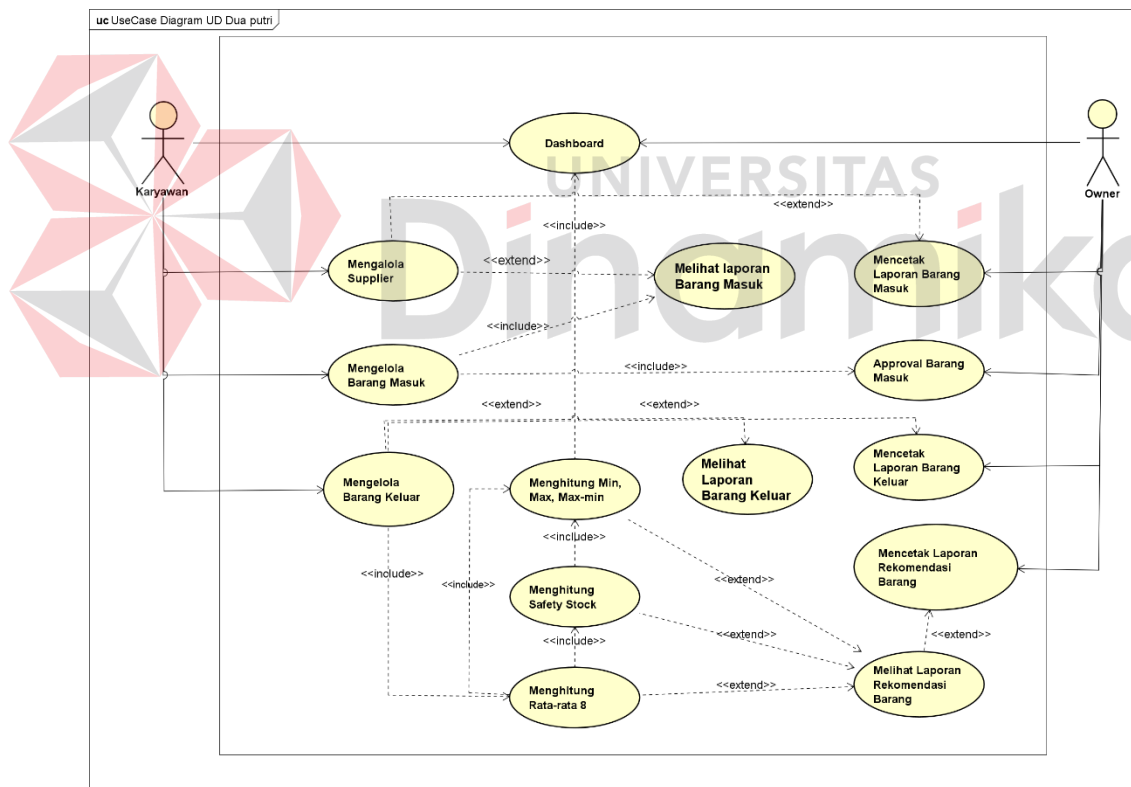 uc UseCase Diagram UD Dua putri
Karyawan
Owner
Dashboard
UNIVERSITAS
Dinamika
<<extend>>
<<include>>
Mengalola
Supplier
<<extend>>
Melihat laporan
Barang Masuk
Mencetak
Laporan Barang
Masuk
<<include>>
Mengelola
Barang Masuk
<<include>>
Approval Barang
Masuk
<<extend>>
<<extend>>
Mengelola
Barang Keluar
Menghitung Min,
Max, Max-min
Melihat
Laporan
Barang Keluar
Mencetak
Laporan Barang
Keluar
<<include>>
<<include>>
<<include>>
<<extend>>
Mencetak Laporan
Rekomendasi
Barang
Menghitung
Safety Stock
<<include>>
<<extend>>
<<extend>>
Menghitung
Rata-rata 8
<<extend>>
Melihat Laporan
Rekomendasi
Barang